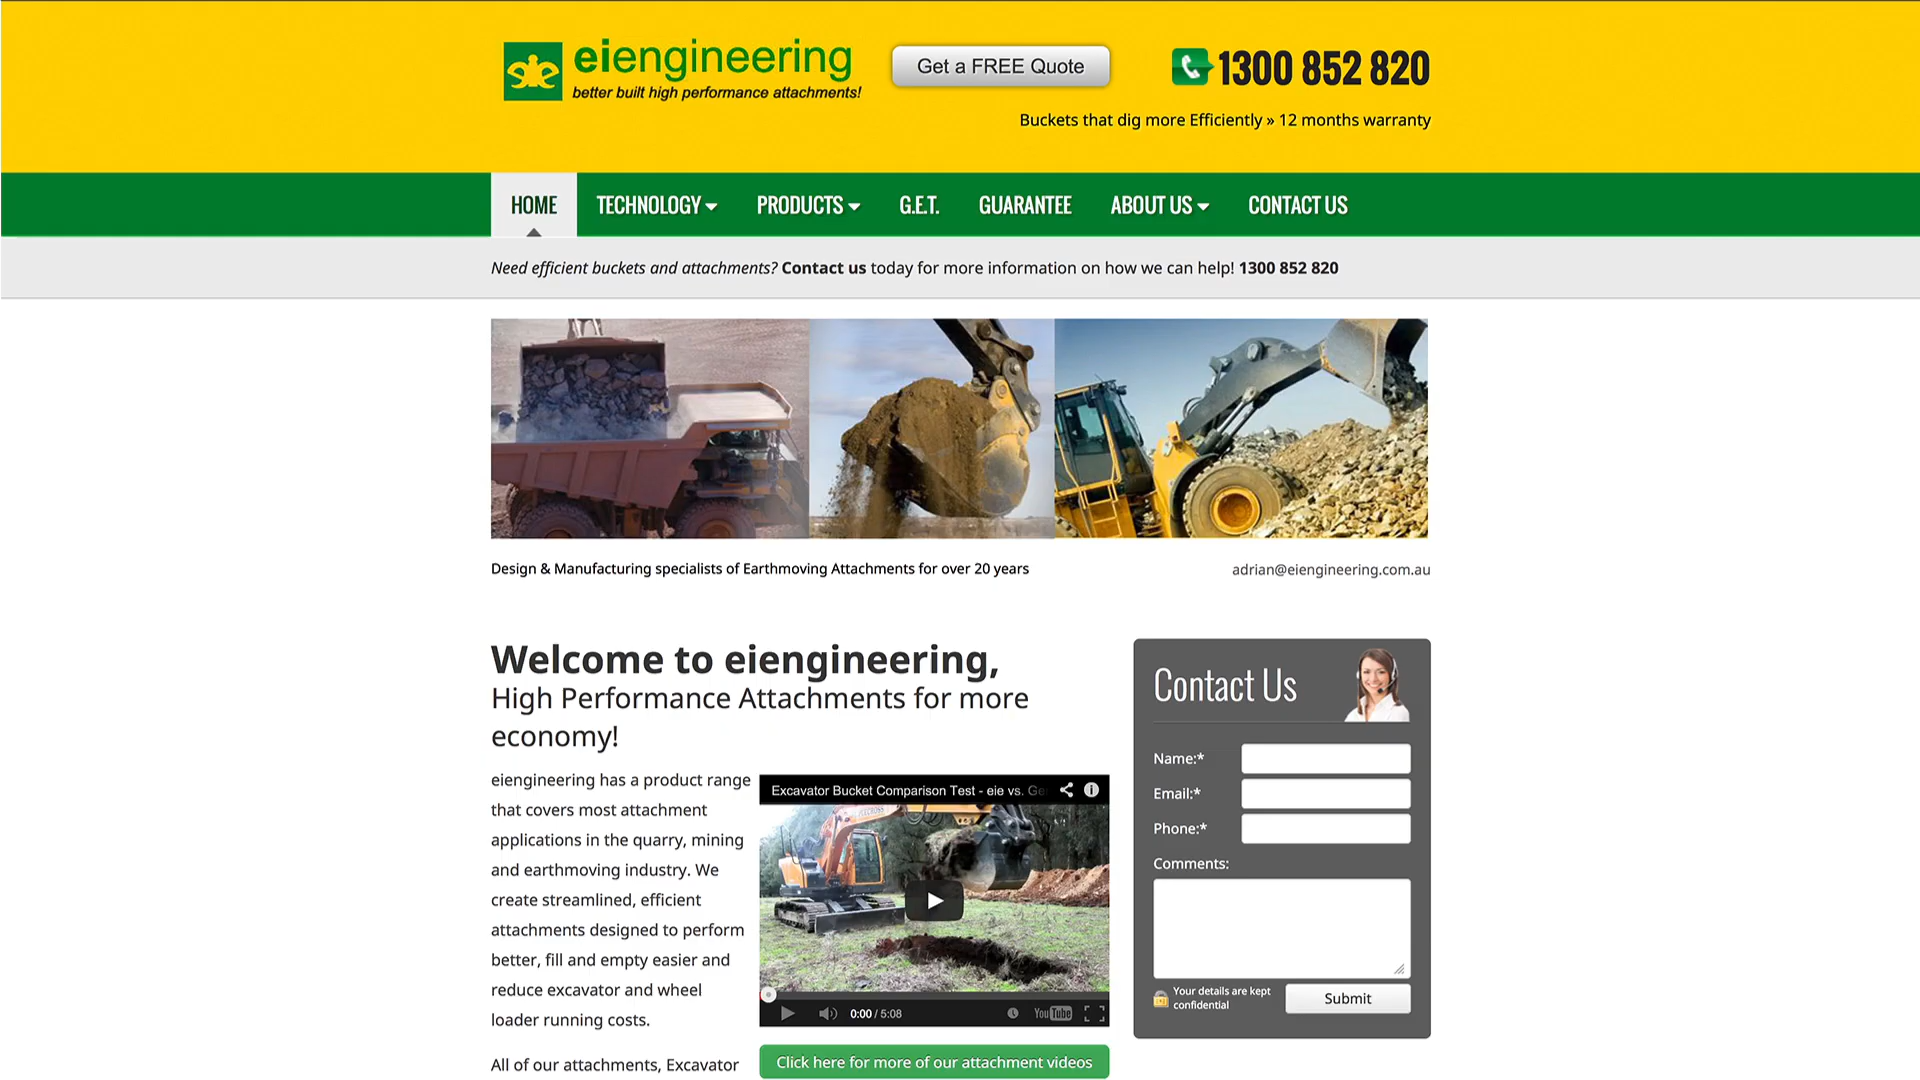 eiengineering
better built high performance attachments!
Get a FREE Quote
1300 852 820
Buckets that dig more Efficiently » 12 months warranty
HOME TECHNOLOGY PRODUCTS G.E.T. GUARANTEE ABOUT US CONTACT US
Need efficient buckets and attachments? Contact us today for more information on how we can help! 1300 852 820
Design & Manufacturing specialists of Earthmoving Attachments for over 20 years
adrian@eiengineering.com.au
Welcome to eiengineering,
High Performance Attachments for more
economy!
eiengineering has a product range
that covers most attachment
applications in the quarry, mining
and earthmoving industry. We
create streamlined, efficient
attachments designed to perform
better, fill and empty easier and
reduce excavator and wheel
loader running costs.
All of our attachments, Excavator
Excavator Bucket Comparison Test - eie vs. Ge
0:00 / 5:08
YouTube
Click here for more of our attachment videos
Contact Us
Name:*
Email:*
Phone:*
Comments:
Your details are kept
confidential
Submit